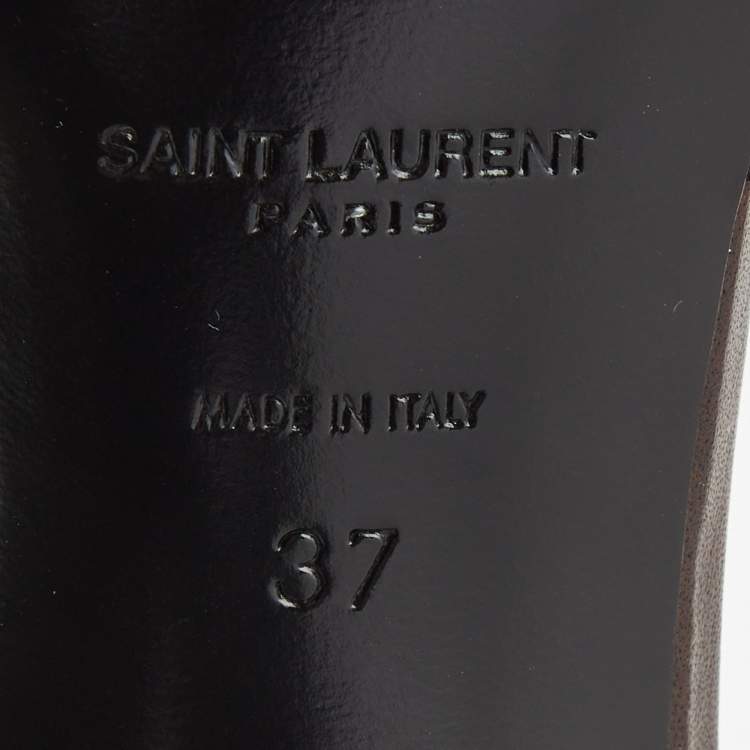 SAINT LAURENT
PARIS
MADE IN ITALY
37